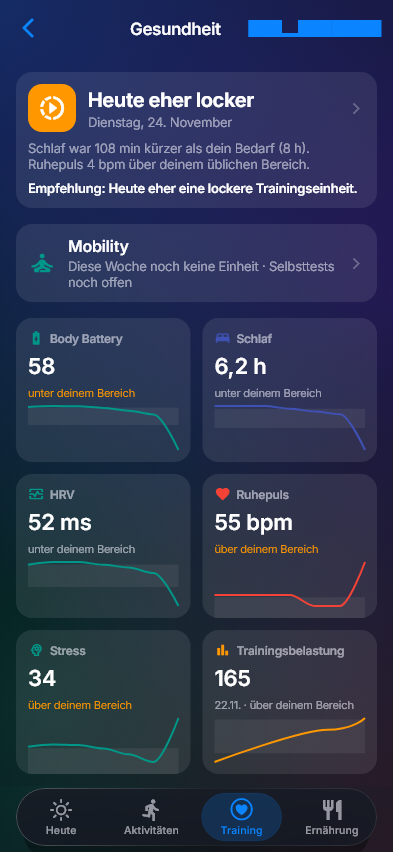 Gesundheit
Heute eher locker
Dienstag, 24. November
Schlaf war 108 min kürzer als dein Bedarf (8 h).
Ruhepuls 4 bpm über deinem üblichen Bereich.
Empfehlung: Heute eher eine lockere Trainingseinheit.
Mobility
Diese Woche noch keine Einheit · Selbsttests
noch offen
Body Battery
58
unter deinem Bereich
Schlaf
6,2 h
unter deinem Bereich
HRV
52 ms
unter deinem Bereich
Ruhepuls
55 bpm
über deinem Bereich
Stress
34
über deinem Bereich
Trainingsbelastung
165
22.11. · über deinem Bereich
Heute
Aktivitäten
Training
Ernährung